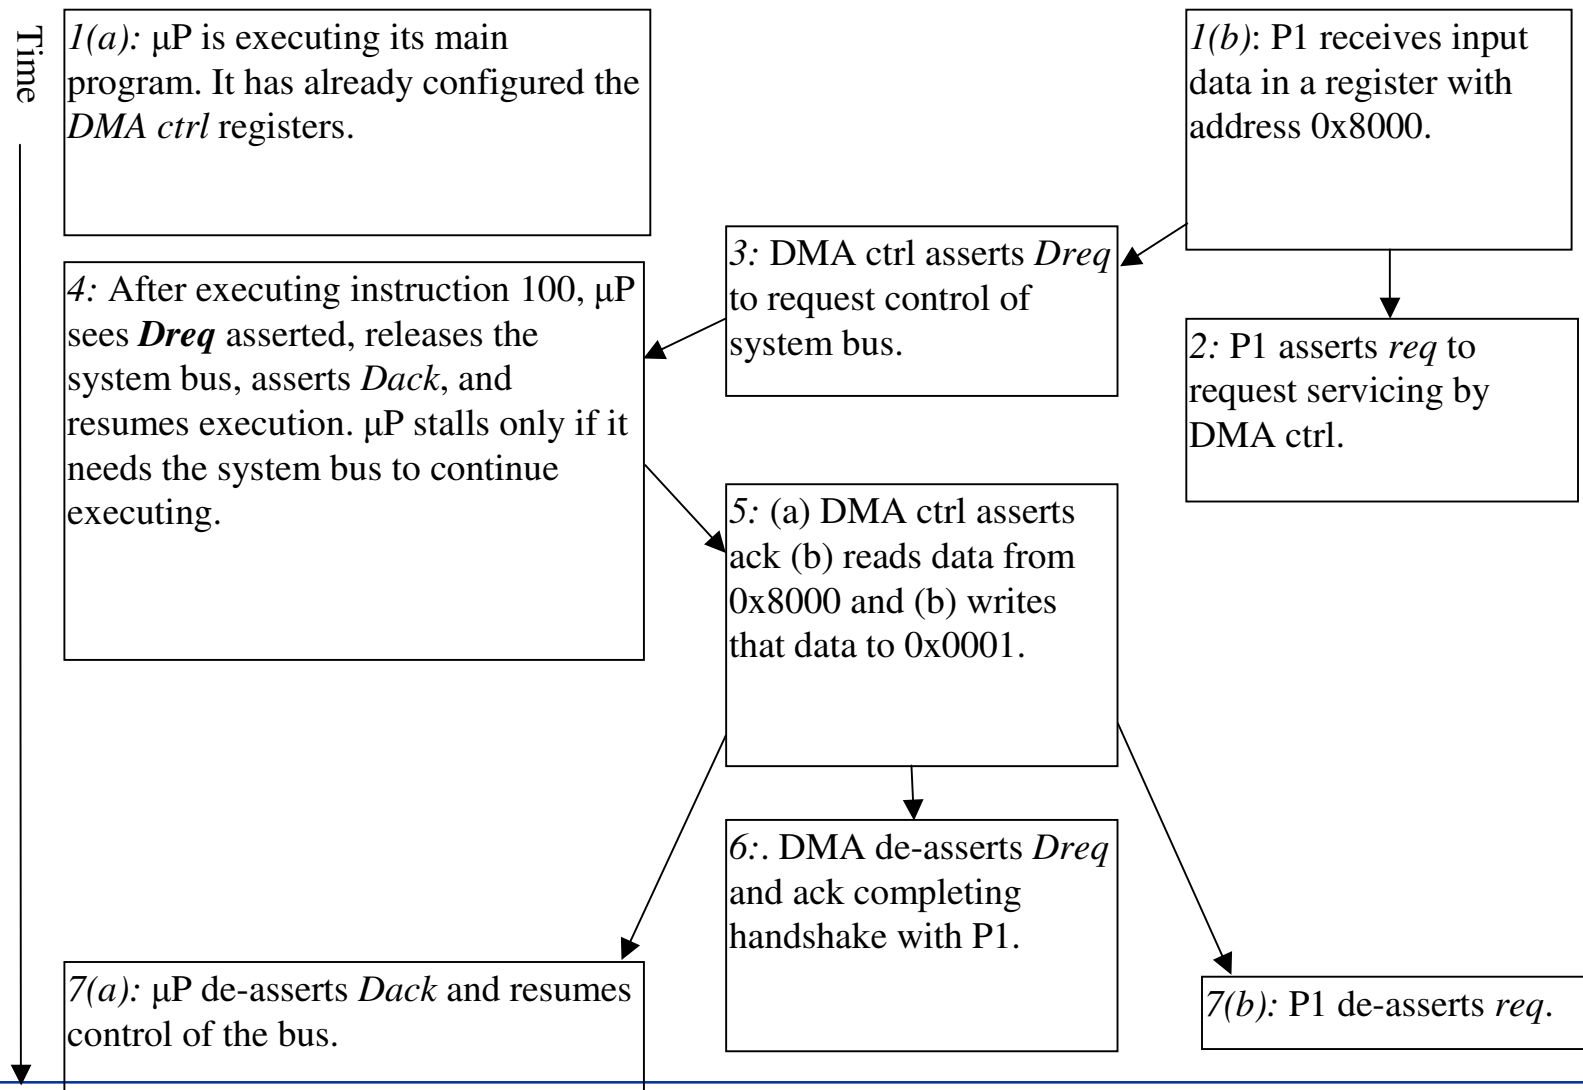 Time
1(a): μP is executing its main
program. It has already configured the
DMA ctrl registers.
1(b): P1 receives input
data in a register with
address 0x8000.
3: DMA ctrl asserts Dreq
to request control of
system bus.
4: After executing instruction 100, μP
sees Dreq asserted, releases the
system bus, asserts Dack, and
resumes execution. μP stalls only if it
needs the system bus to continue
executing.
2: P1 asserts req to
request servicing by
DMA ctrl.
5: (a) DMA ctrl asserts
ack (b) reads data from
0x8000 and (b) writes
that data to 0x0001.
6:. DMA de-asserts Dreq
and ack completing
handshake with P1.
7(a): μP de-asserts Dack and resumes
control of the bus.
7(b): P1 de-asserts req.